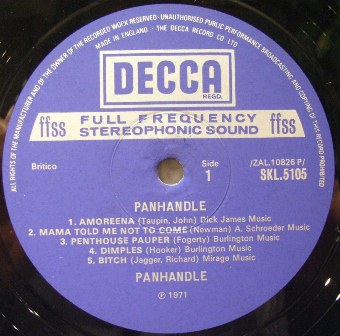 ALL RIGHTS OF THE MANUFACTURER AND OF THE OWNER OF THE RECORDED WORK RESERVED · UNAUTHORISED PUBLIC PERFORMANCE BROADCASTING AND COPYING OF THIS RECORD PROHIBITED
MADE IN ENGLAND · THE DECCA RECORD CO LTD
DECCA
REGD.
ffss FULL FREQUENCY ffss
STEREOPHONIC SOUND
Britico Side /ZAL.10826 P/
1 SKL.5105
PANHANDLE
1. AMOREENA (Taupin, John) Dick James Music
2. MAMA TOLD ME NOT TO COME (Newman) A. Schroeder Music
3. PENTHOUSE PAUPER (Fogerty) Burlington Music
4. DIMPLES (Hooker) Burlington Music
5. BITCH (Jagger, Richard) Mirage Music
PANHANDLE
℗ 1971